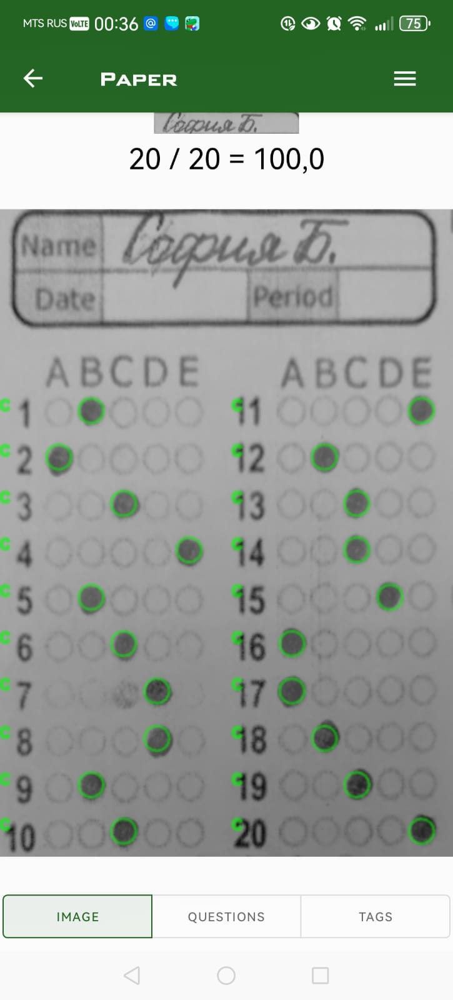 MTS RUS VoLTE 00:36 @ 75
PAPER
София Б.
20 / 20 = 100,0
Name София Б.
Date Period
A B C D E A B C D E
1 11
2 12
3 13
4 14
5 15
6 16
7 17
8 18
9 19
10 20
IMAGE QUESTIONS TAGS